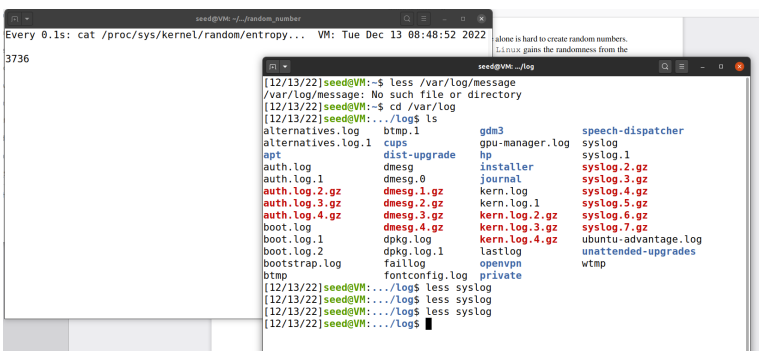 seed@VM: ~/.../random_number
Every 0.1s: cat /proc/sys/kernel/random/entropy... VM: Tue Dec 13 08:48:52 2022
3736
alone is hard to create random numbers.
Linux gains the randomness from the
seed@VM: .../log
[12/13/22]seed@VM:~$ less /var/log/message
/var/log/message: No such file or directory
[12/13/22]seed@VM:~$ cd /var/log
[12/13/22]seed@VM:.../log$ ls
alternatives.log btmp.1 gdm3 speech-dispatcher
alternatives.log.1 cups gpu-manager.log syslog
apt dist-upgrade hp syslog.1
auth.log dmesg installer syslog.2.gz
auth.log.1 dmesg.0 journal syslog.3.gz
auth.log.2.gz dmesg.1.gz kern.log syslog.4.gz
auth.log.3.gz dmesg.2.gz kern.log.1 syslog.5.gz
auth.log.4.gz dmesg.3.gz kern.log.2.gz syslog.6.gz
boot.log dmesg.4.gz kern.log.3.gz syslog.7.gz
boot.log.1 dpkg.log kern.log.4.gz ubuntu-advantage.log
boot.log.2 dpkg.log.1 lastlog unattended-upgrades
bootstrap.log faillog openvpn wtmp
btmp fontconfig.log private
[12/13/22]seed@VM:.../log$ less syslog
[12/13/22]seed@VM:.../log$ less syslog
[12/13/22]seed@VM:.../log$ less syslog
[12/13/22]seed@VM:.../log$